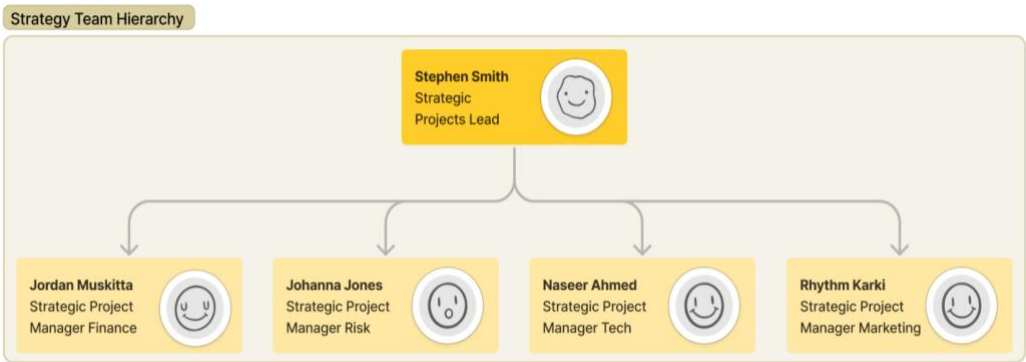 Strategy Team Hierarchy
Stephen Smith
Strategic
Projects Lead
Jordan Muskitta
Strategic Project
Manager Finance
Johanna Jones
Strategic Project
Manager Risk
Naseer Ahmed
Strategic Project
Manager Tech
Rhythm Karki
Strategic Project
Manager Marketing